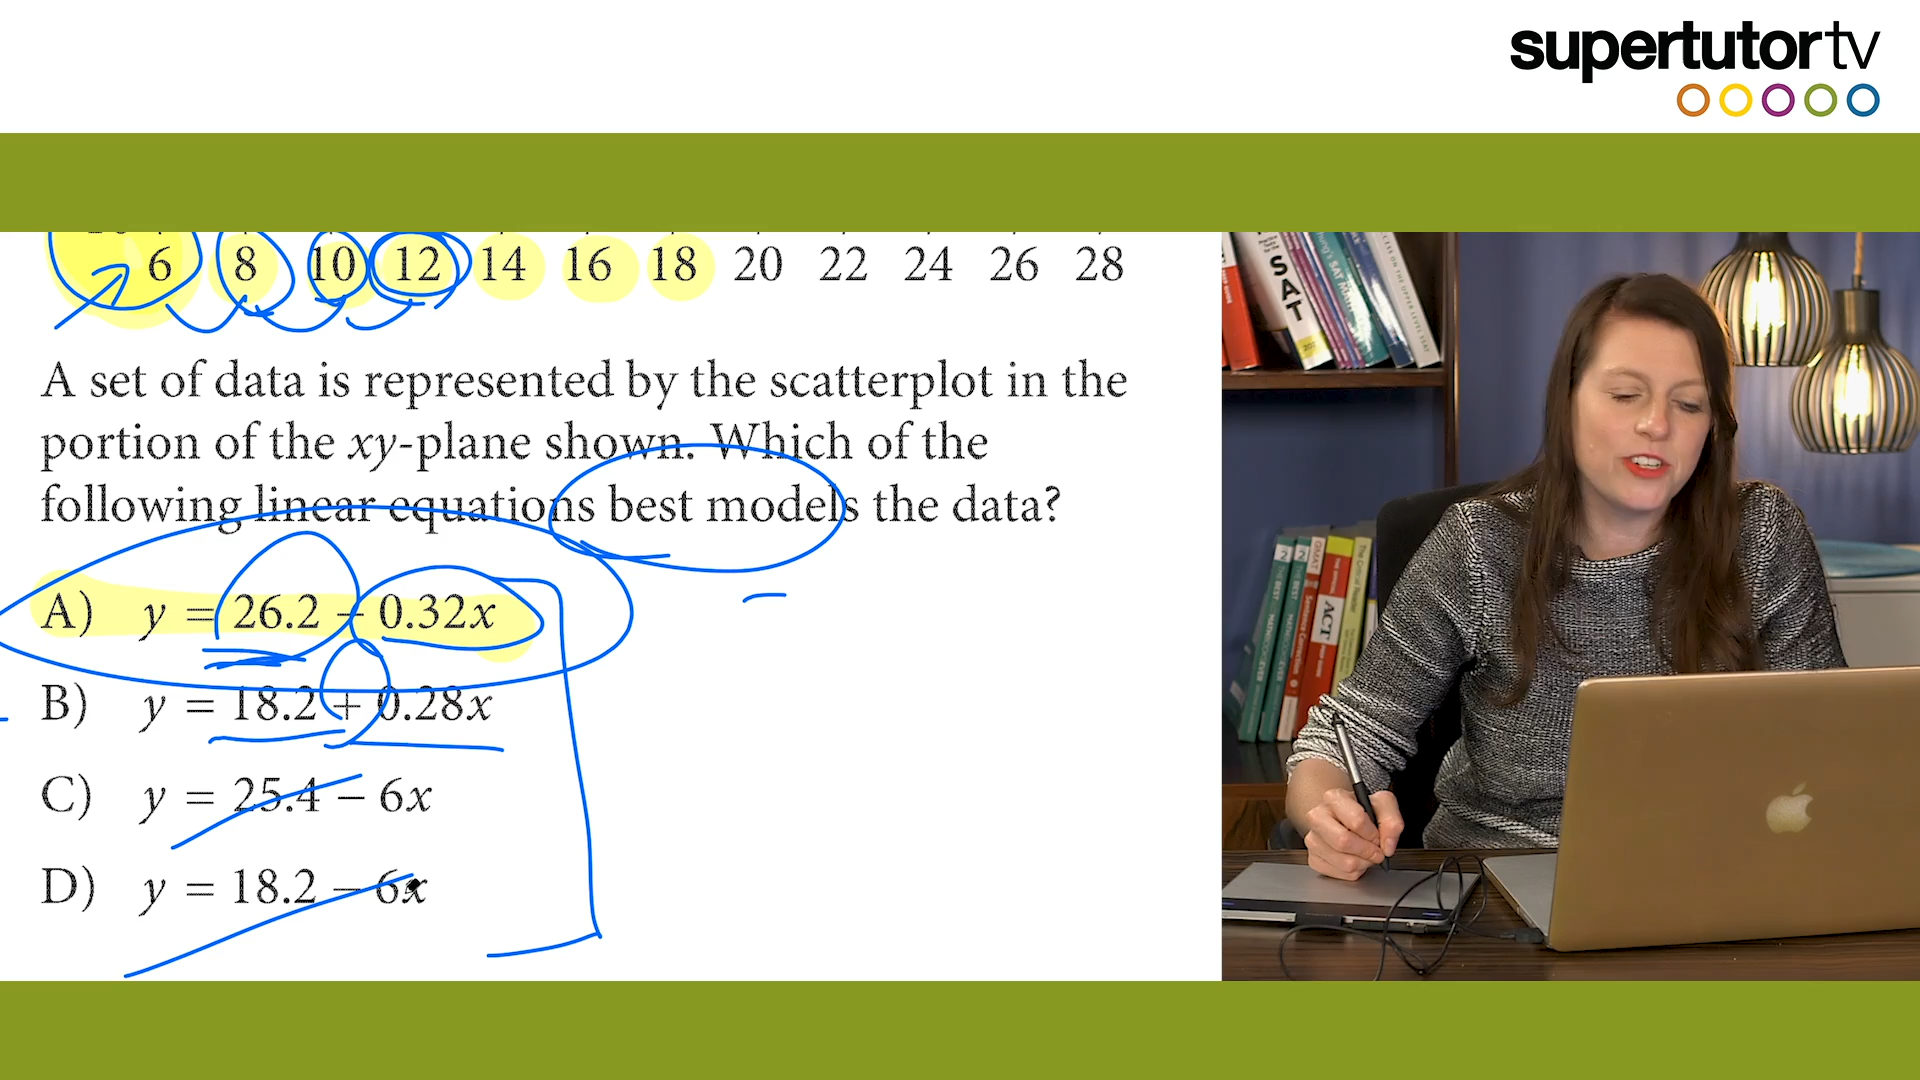 supertutortv
6 8 10 12 14 16 18 20 22 24 26 28
A set of data is represented by the scatterplot in the
portion of the xy-plane shown. Which of the
following linear equations best models the data?
A) y = 26.2 – 0.32x
B) y = 18.2 + 0.28x
C) y = 25.4 – 6x
D) y = 18.2 – 6x
SAT
ACT